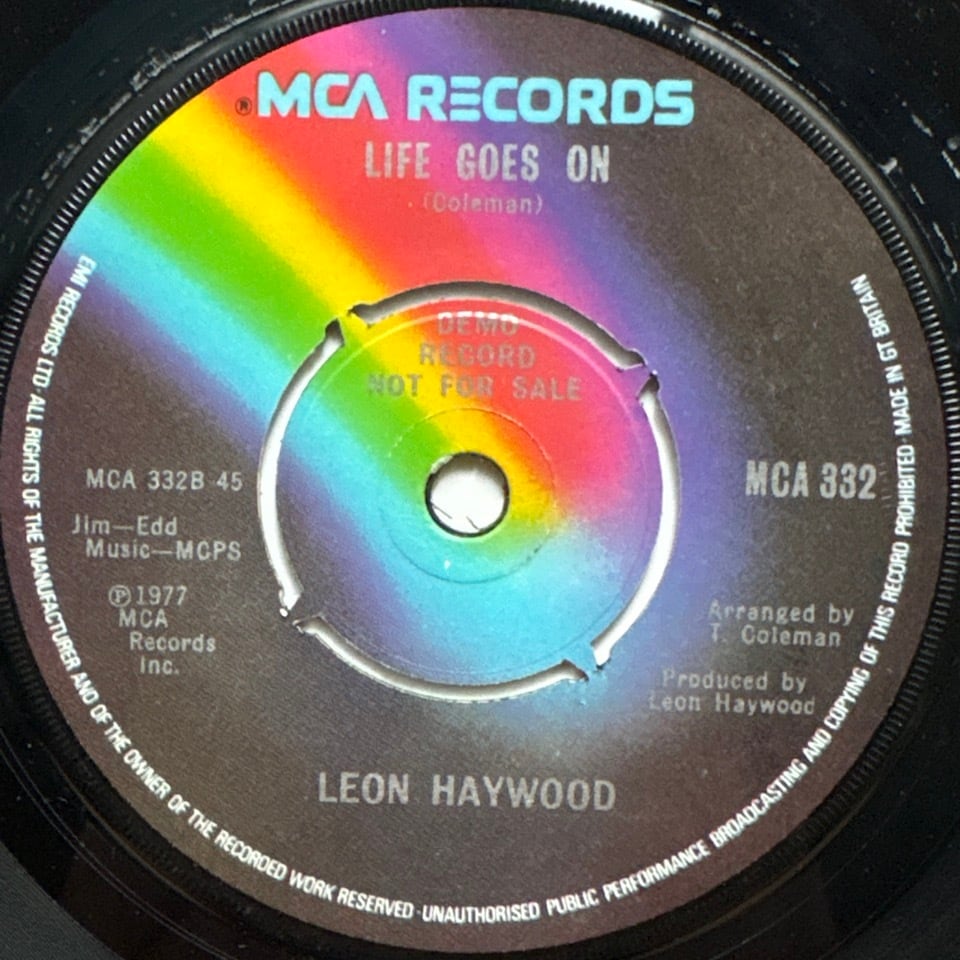 ® MCA RECORDS
LIFE GOES ON
(Coleman)
DEMO
RECORD
NOT FOR SALE
MCA 332B 45
Jim—Edd
Music—MCPS
Ⓟ1977
MCA
Records
Inc.
MCA 332
Arranged by
T. Coleman
Produced by
Leon Haywood
LEON HAYWOOD
EMI RECORDS LTD · ALL RIGHTS OF THE MANUFACTURER AND OF THE OWNER OF THE RECORDED WORK RESERVED · UNAUTHORISED PUBLIC PERFORMANCE BROADCASTING AND COPYING OF THIS RECORD PROHIBITED · MADE IN GT BRITAIN